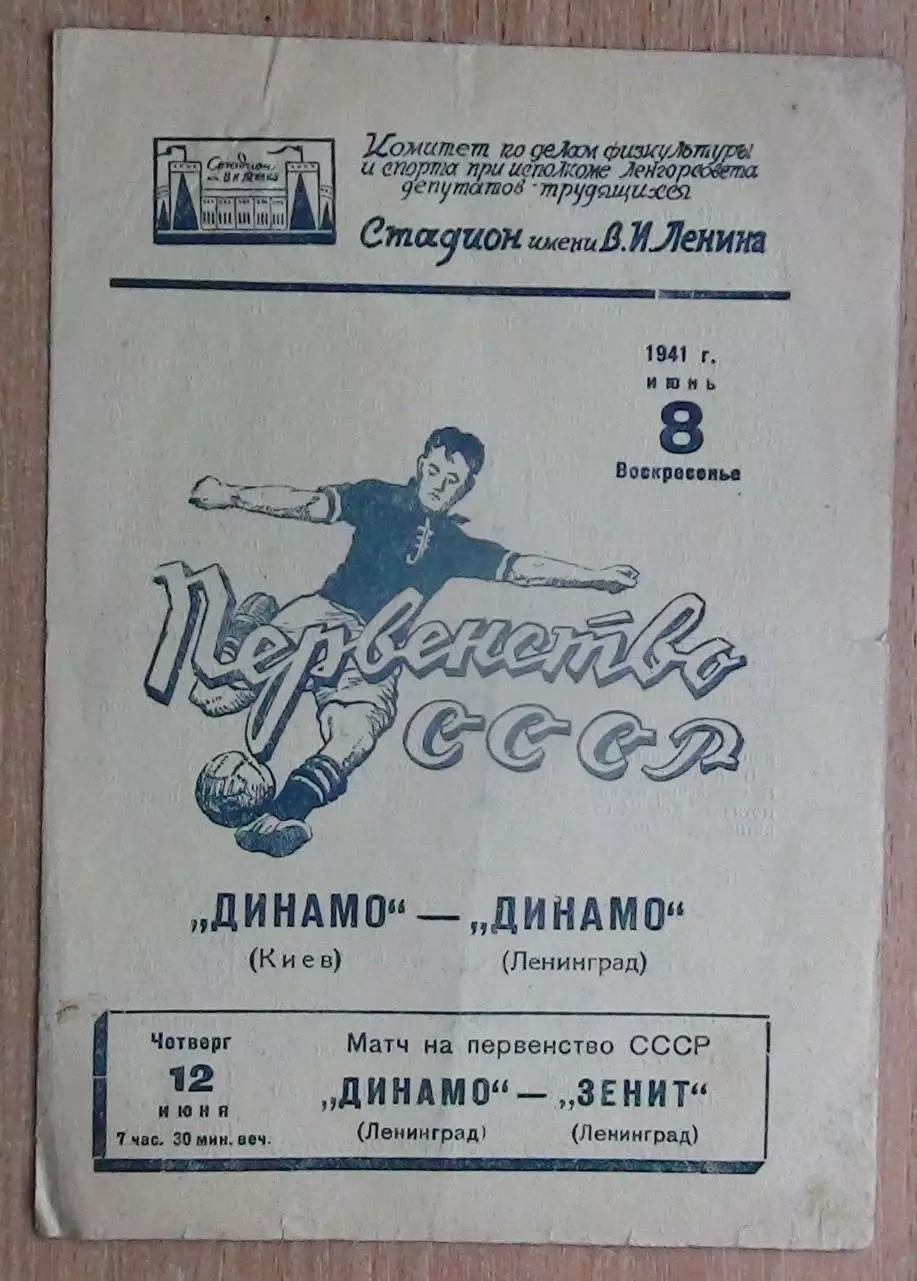 Стадион
им. В И Ленина
Комитет по делам физкультуры
и спорта при исполкоме Ленгорсовета
депутатов трудящихся
Стадион имени В.И Ленина
1941 г.
июнь
8
Воскресенье
Первенство
СССР
„ДИНАМО“ — „ДИНАМО“
(Киев) (Ленинград)
Четверг
12
июня
7 час. 30 мин. веч.
Матч на первенство СССР
„ДИНАМО“ — „ЗЕНИТ“
(Ленинград) (Ленинград)